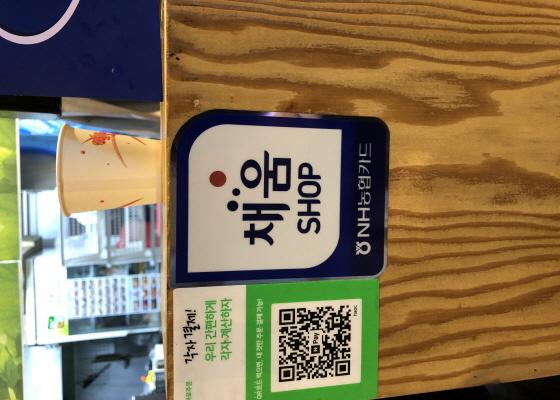 채움
SHOP
NH농협카드
각자결제!
우리 간편하게
각자 계산하자
Pay